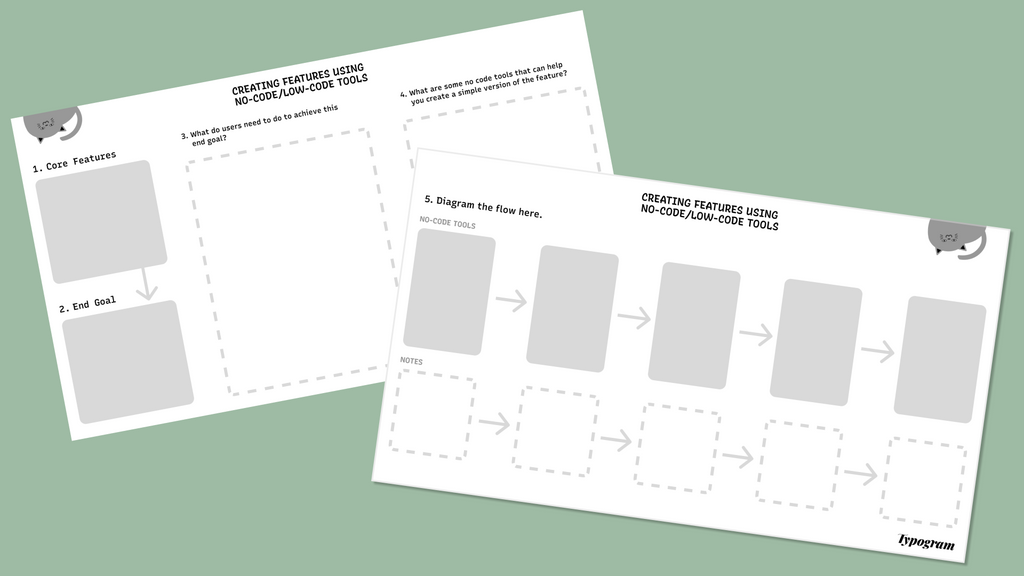 CREATING FEATURES USING
NO-CODE/LOW-CODE TOOLS
1. Core Features
2. End Goal
3. What do users need to do to achieve this
end goal?
4. What are some no code tools that can help
you create a simple version of the feature?
CREATING FEATURES USING
NO-CODE/LOW-CODE TOOLS
5. Diagram the flow here.
NO-CODE TOOLS
NOTES
Typogram